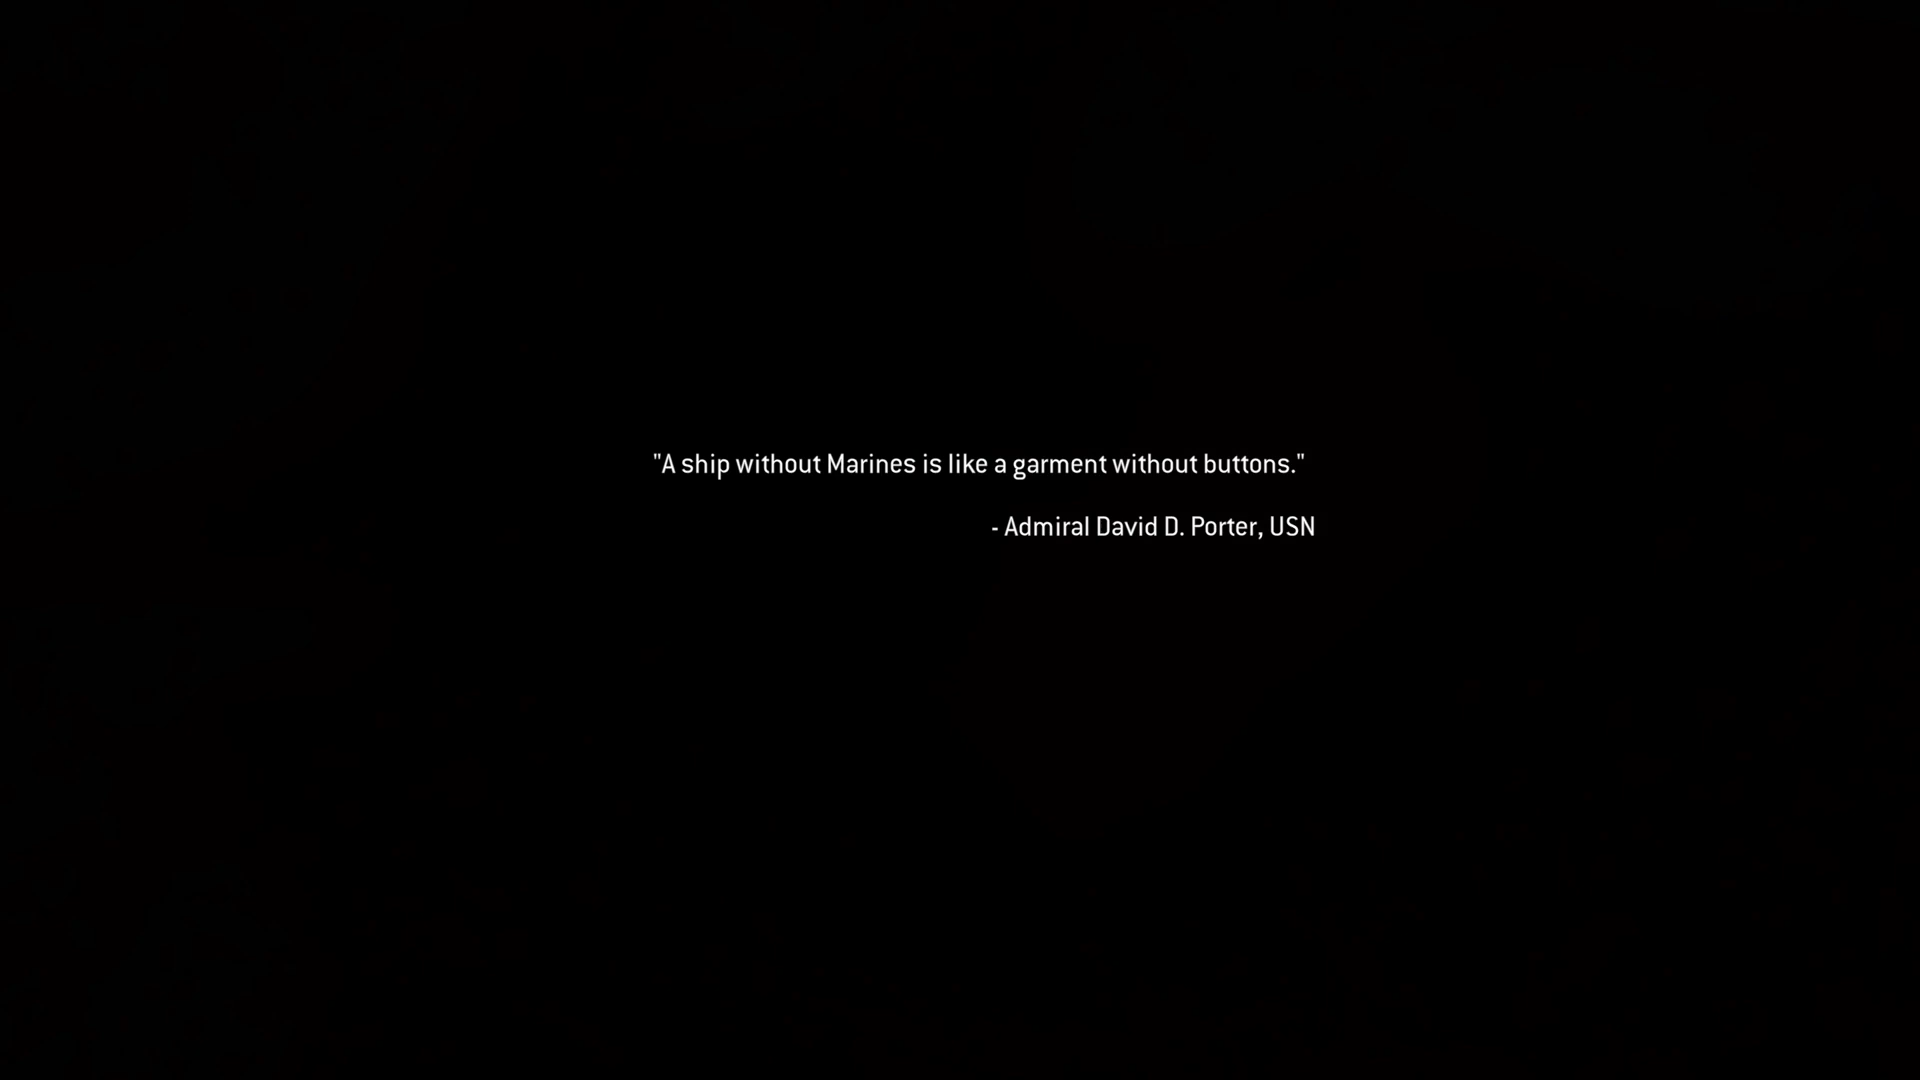 "A ship without Marines is like a garment without buttons."
- Admiral David D. Porter, USN